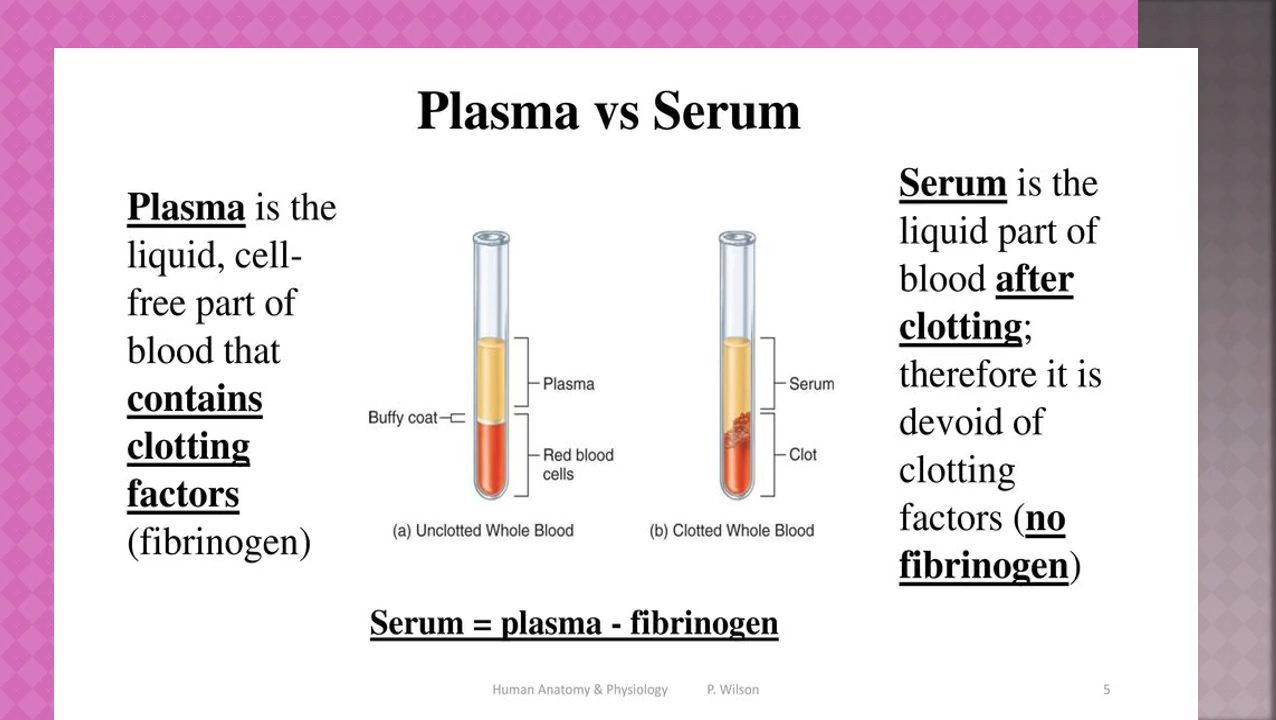 Plasma vs Serum
Plasma is the
liquid, cell-
free part of
blood that
contains
clotting
factors
(fibrinogen)
Plasma
Buffy coat
Red blood
cells
(a) Unclotted Whole Blood
Serum
Clot
(b) Clotted Whole Blood
Serum is the
liquid part of
blood after
clotting;
therefore it is
devoid of
clotting
factors (no
fibrinogen)
Serum = plasma - fibrinogen
Human Anatomy & Physiology P. Wilson
5